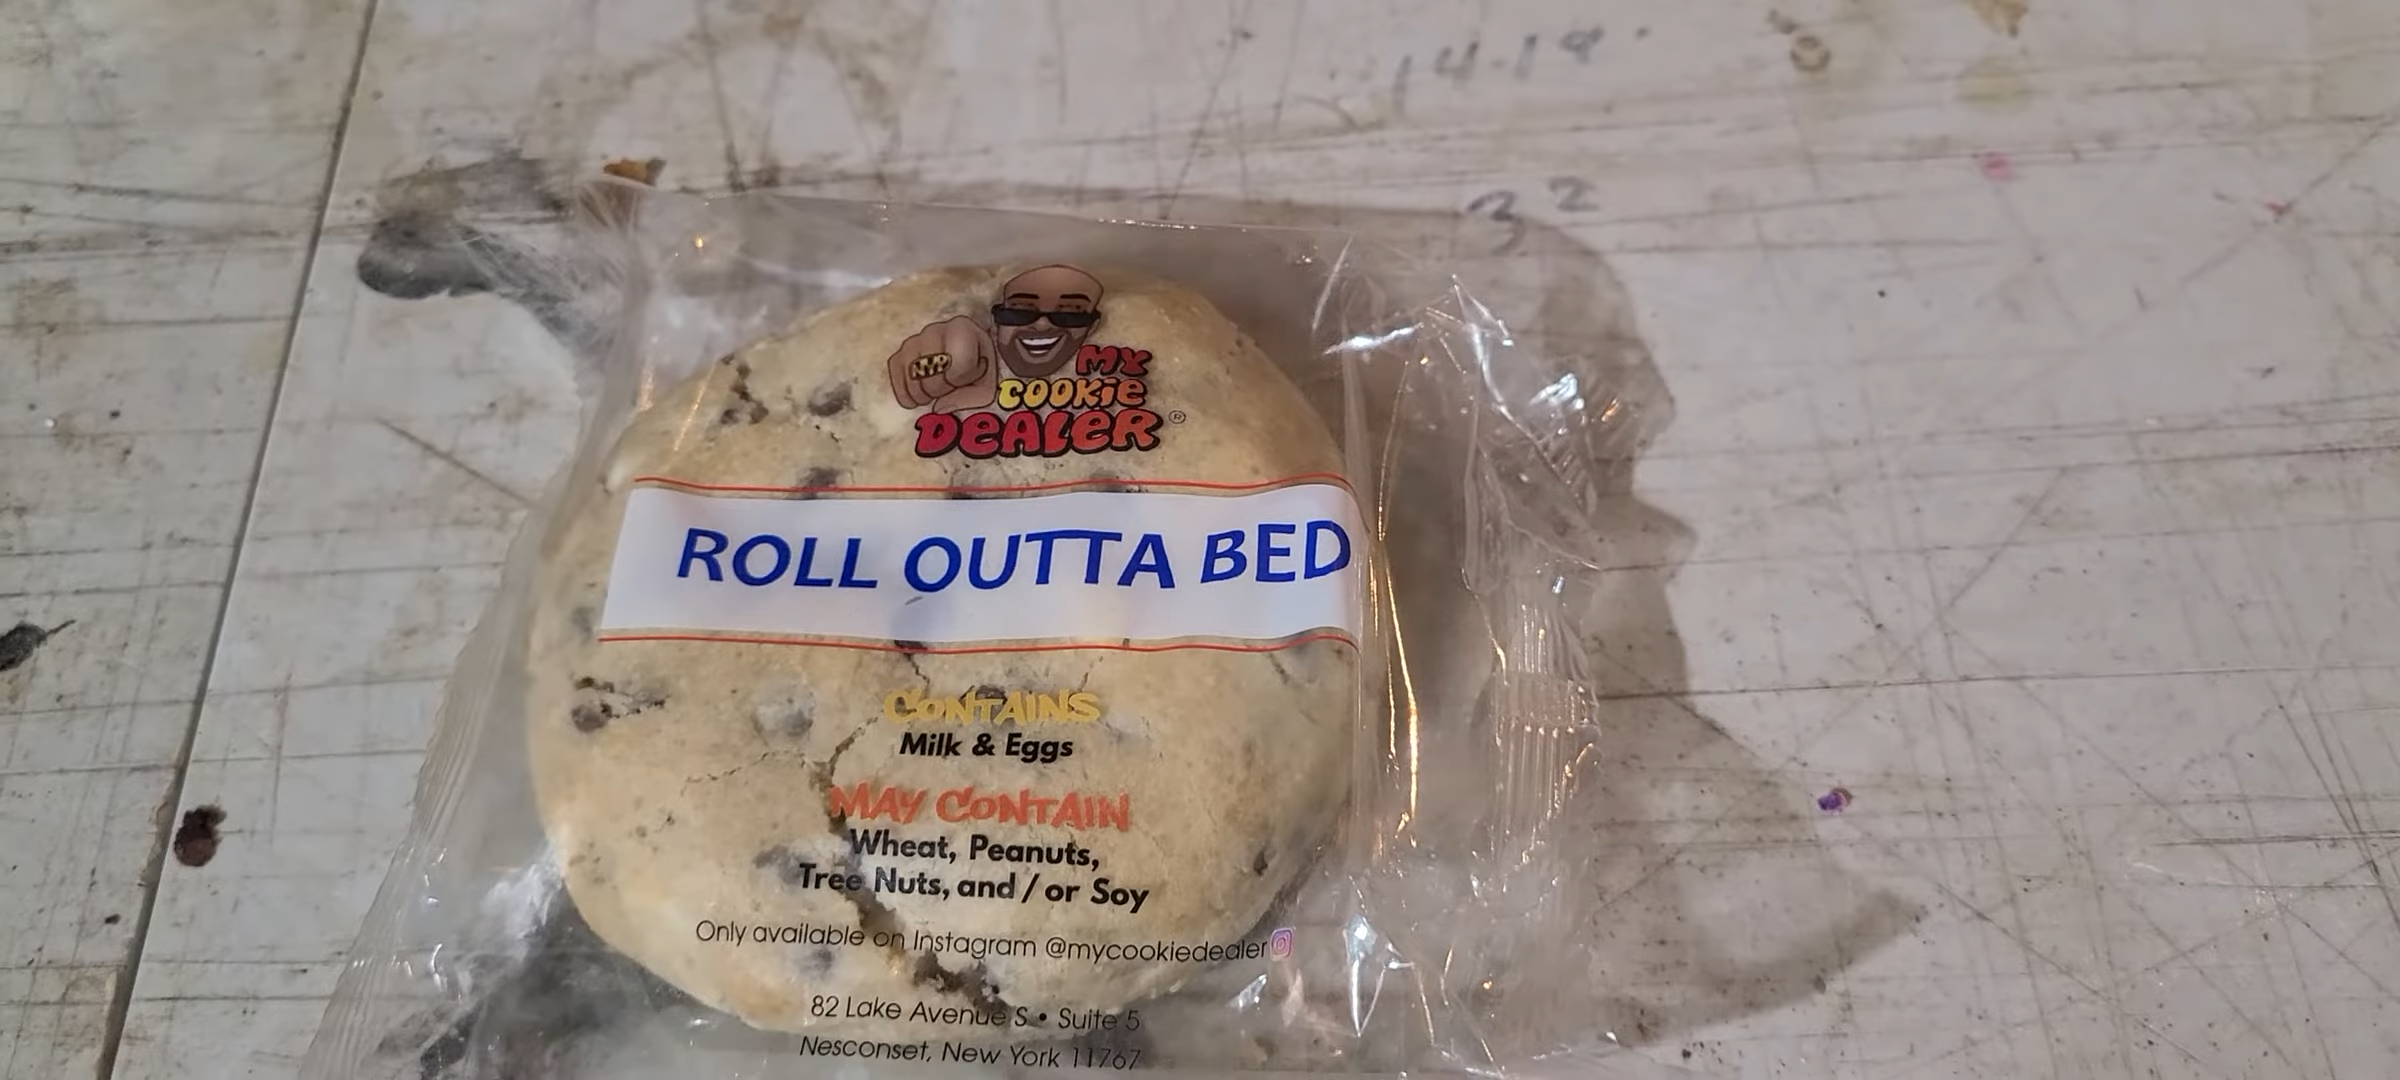 14-19
32
NYP
MY
COOKiE
DEALER®
ROLL OUTTA BED
CONTAINS
Milk & Eggs
MAY CONTAIN
Wheat, Peanuts,
Tree Nuts, and / or Soy
Only available on Instagram @mycookiedealer
82 Lake Avenue S • Suite 5
Nesconset, New York 11767